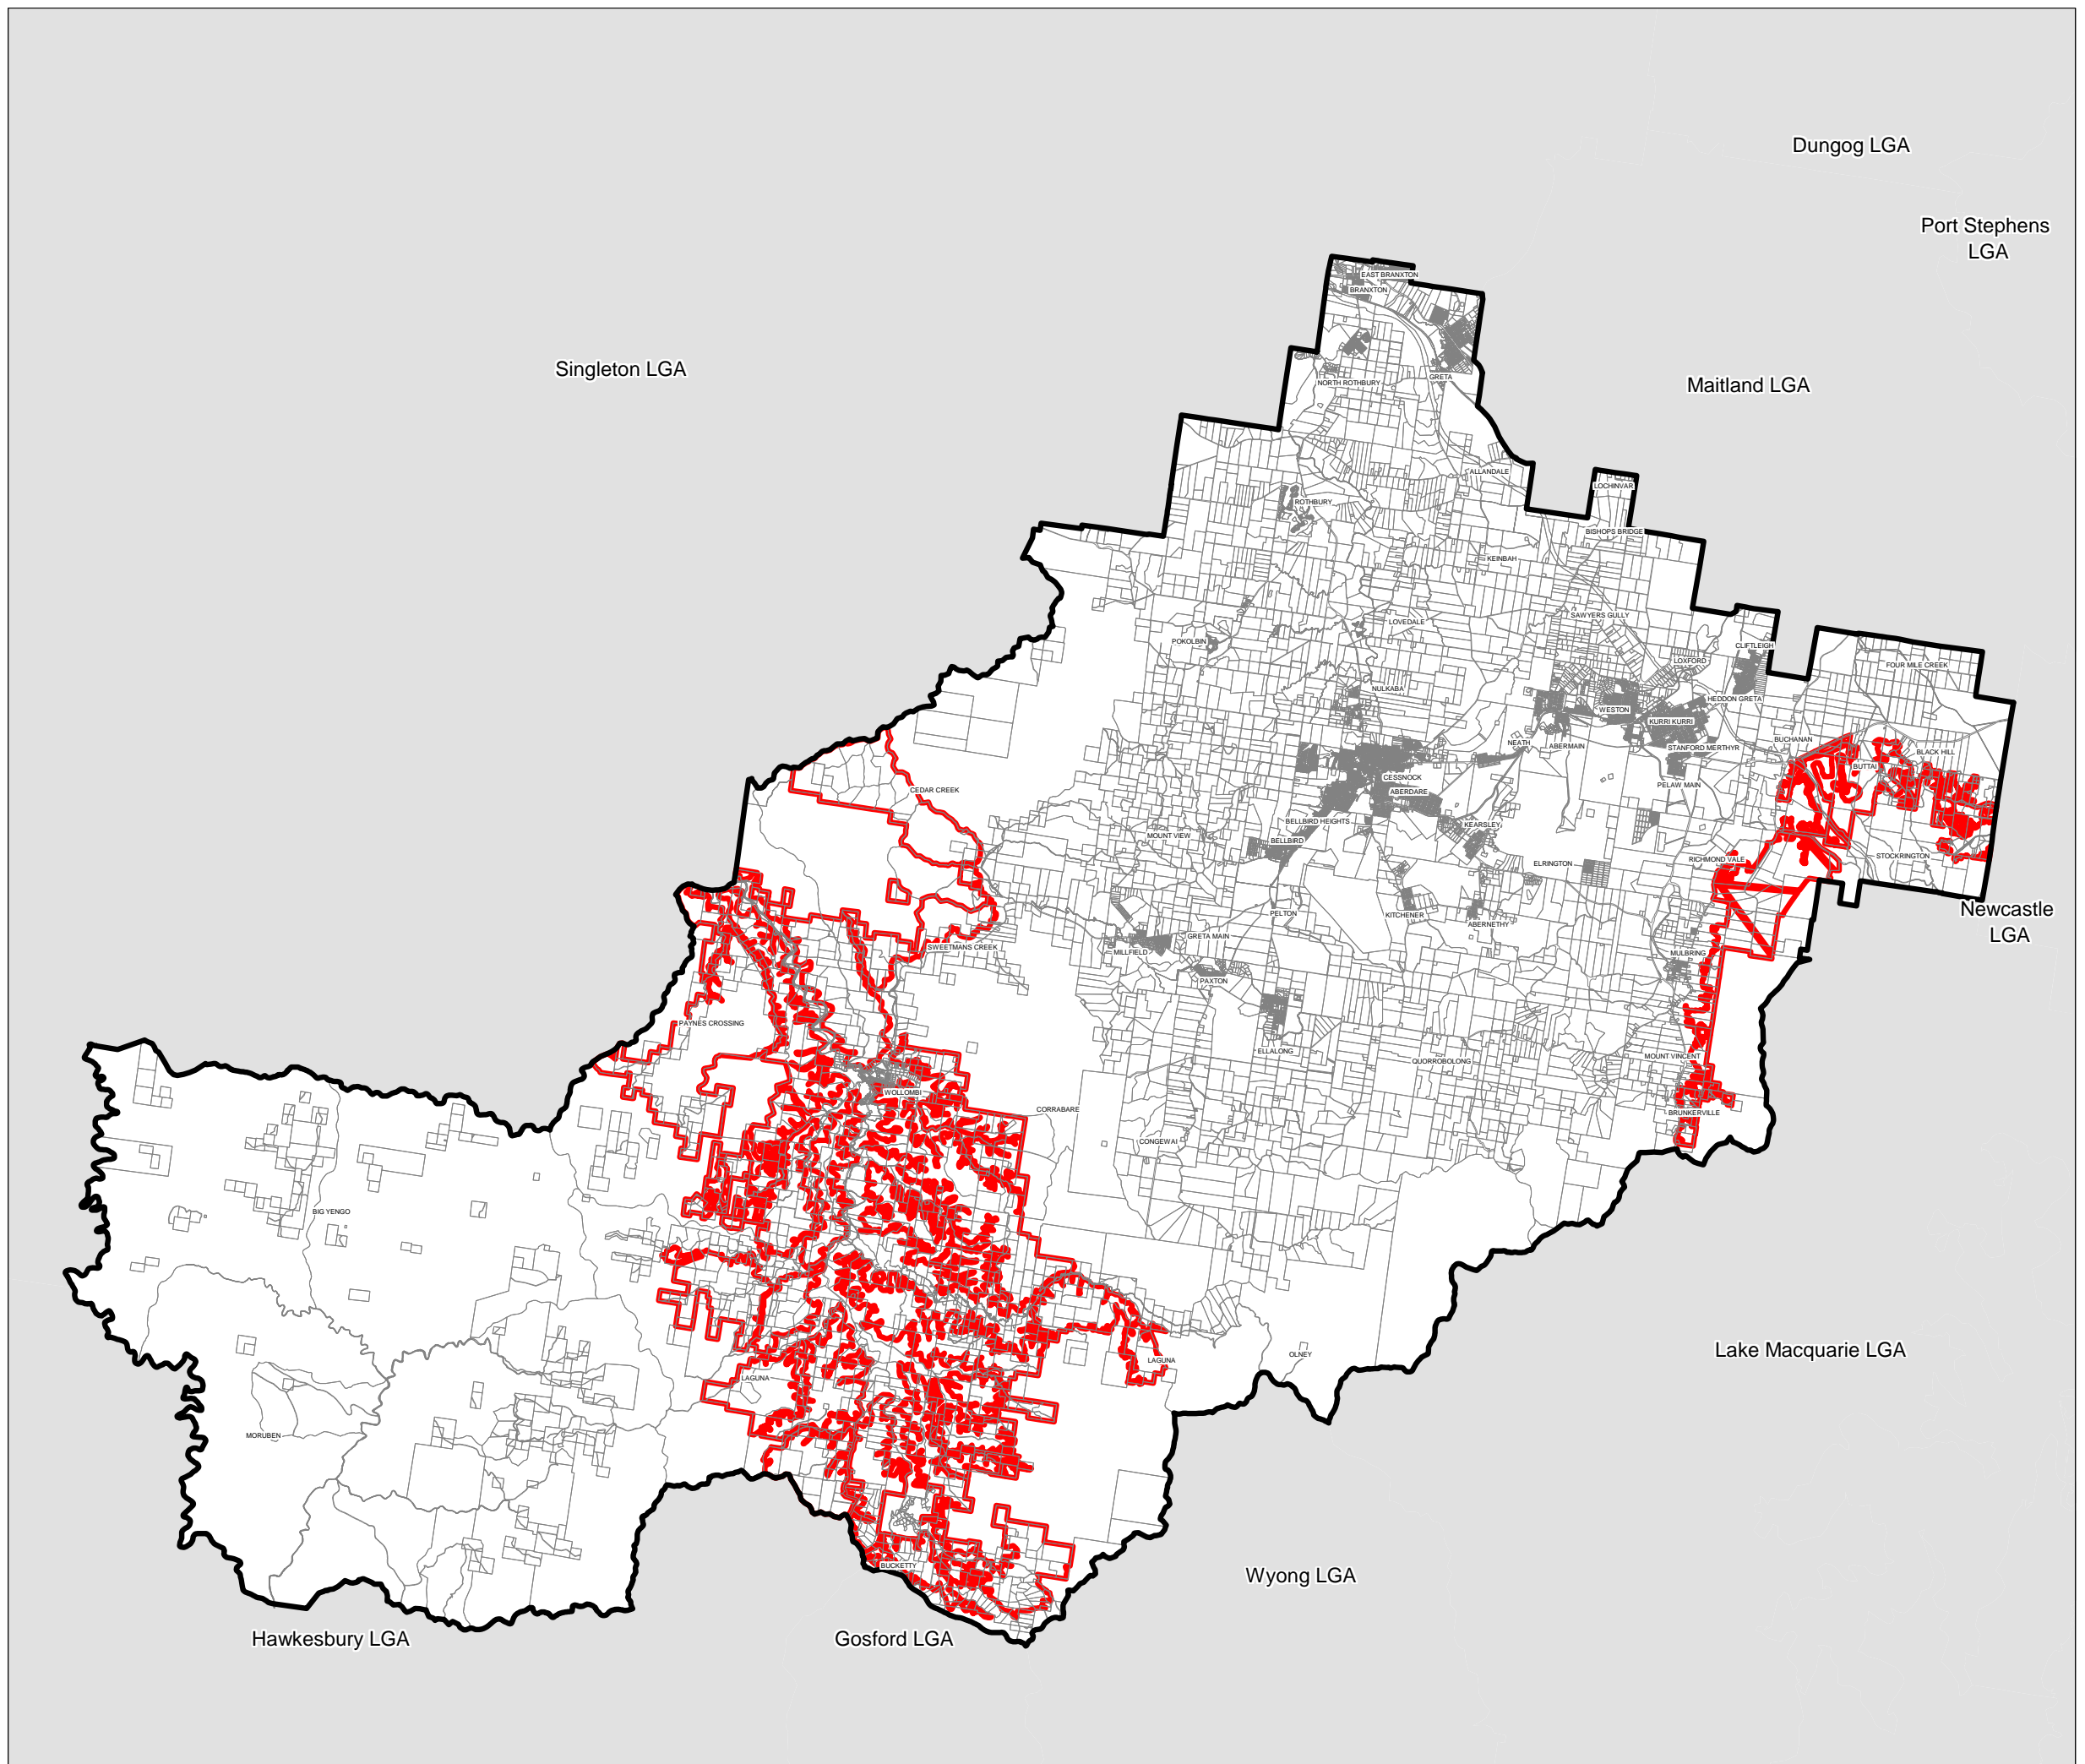 Dungog LGA
Port Stephens
LGA
EAST BRANXTON
BRANXTON
Singleton LGA
NORTH ROTHBURY
GRETA
Maitland LGA
ALLANDALE
LOCHINVAR
ROTHBURY
BISHOPS BRIDGE
KEINBAH
SAWYERS GULLY
LOVEDALE
POKOLBIN
CLIFTLEIGH
LOXFORD
FOUR MILE CREEK
NULKABA
HEDDON GRETA
WESTON
KURRI KURRI
BUCHANAN
NEATH
ABERMAIN
STANFORD MERTHYR
BLACK HILL
BUTTAI
CESSNOCK
PELAW MAIN
CEDAR CREEK
ABERDARE
BELLBIRD HEIGHTS
KEARSLEY
MOUNT VIEW
BELLBIRD
STOCKRINGTON
RICHMOND VALE
ELRINGTON
Newcastle
LGA
PELTON
KITCHENER
ABERNETHY
GRETA MAIN
SWEETMANS CREEK
MILLFIELD
MULBRING
PAXTON
PAYNES CROSSING
ELLALONG
MOUNT VINCENT
QUORROBOLONG
WOLLOMBI
CORRABARE
BRUNKERVILLE
CONGEWAI
BIG YENGO
Lake Macquarie LGA
OLNEY
LAGUNA
LAGUNA
MORUBEN
BUCKETTY
Wyong LGA
Hawkesbury LGA
Gosford LGA